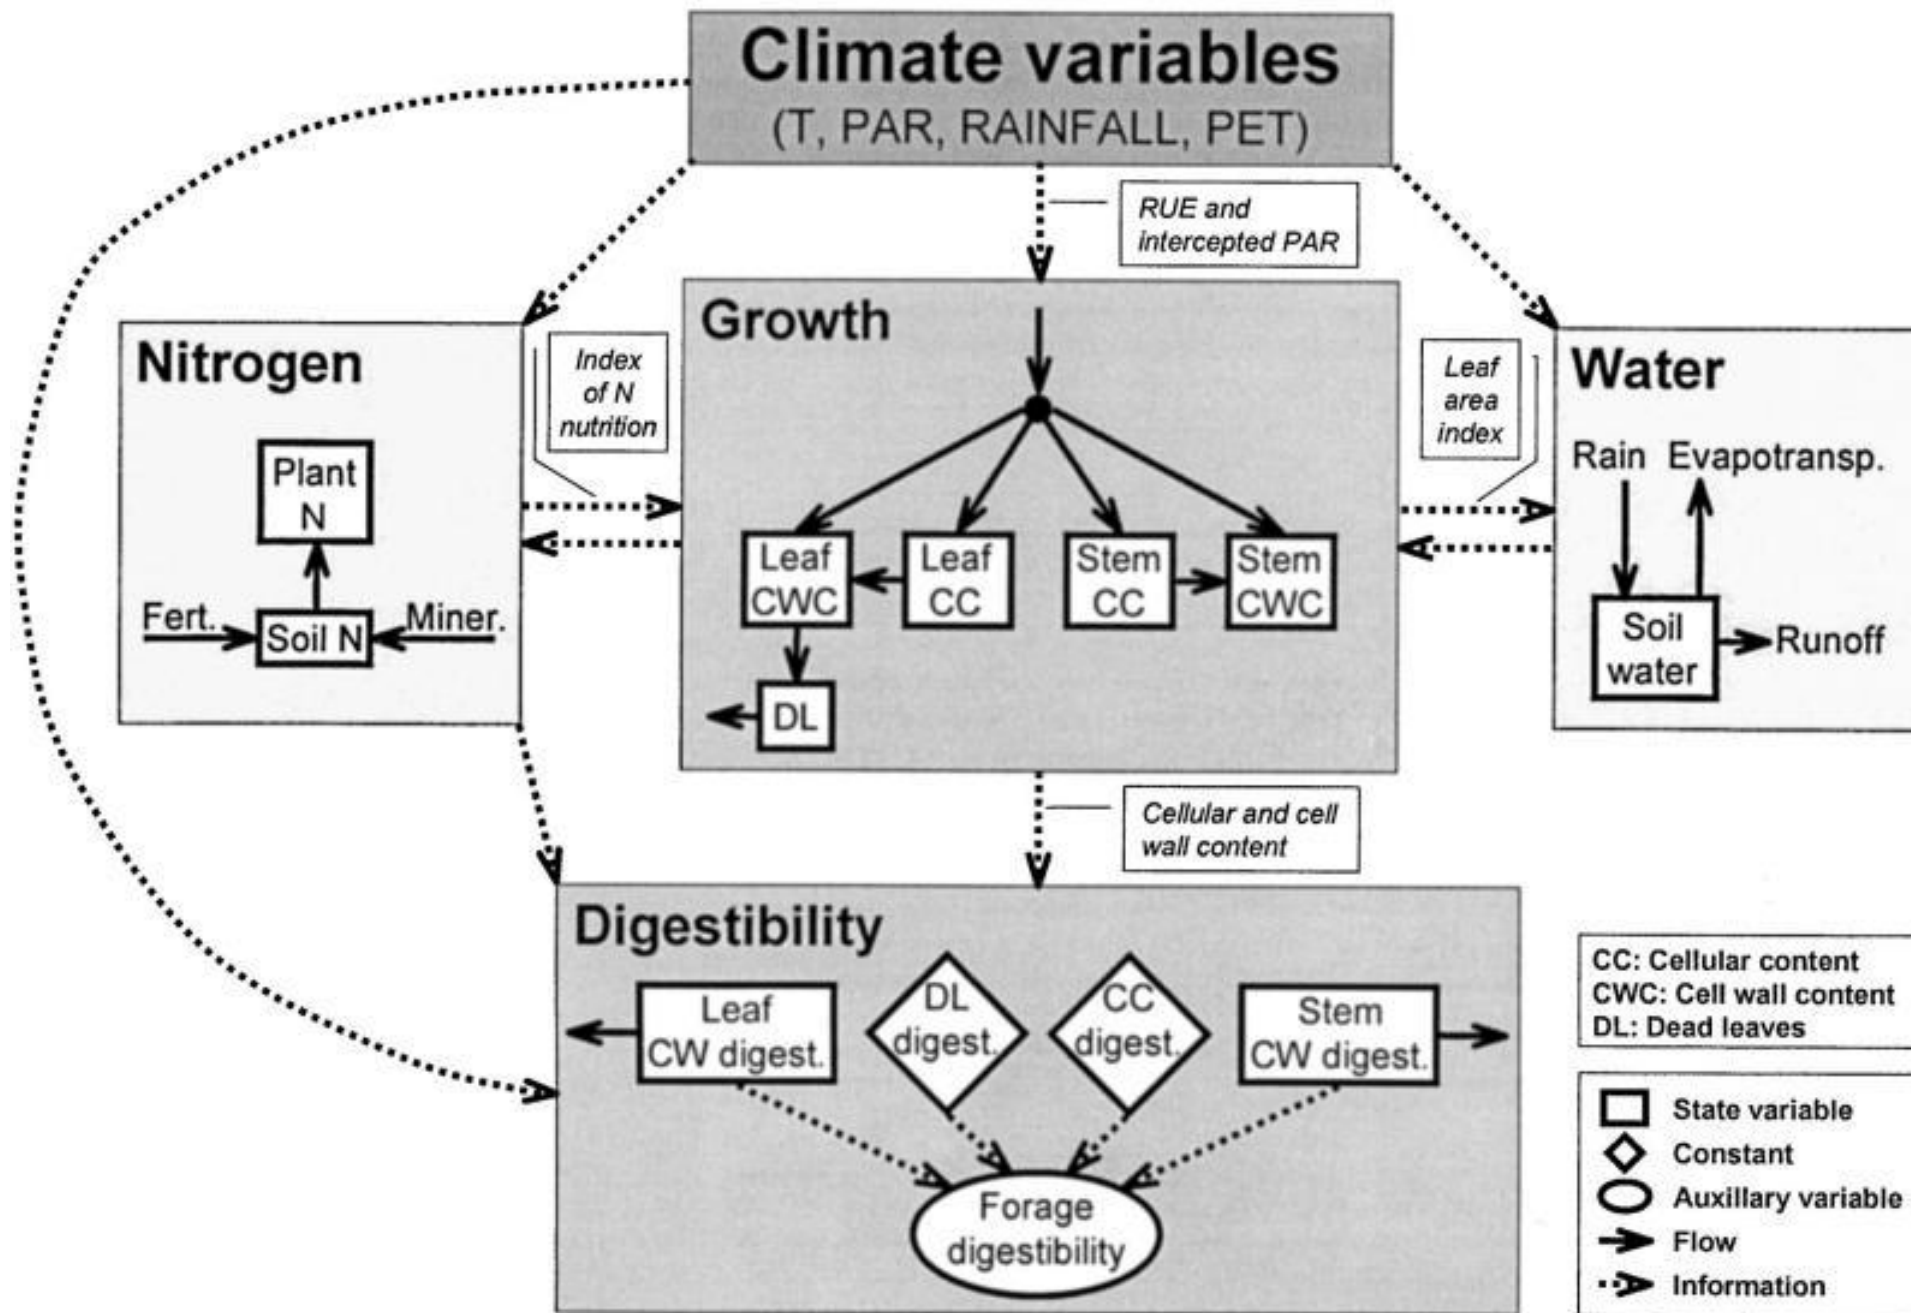 Climate variables
(T, PAR, RAINFALL, PET)
RUE and
intercepted PAR
Nitrogen
Index
of N
nutrition
Plant
N
Fert.
Soil N
Miner.
Growth
Leaf
CWC
Leaf
CC
Stem
CC
Stem
CWC
DL
Leaf
area
index
Water
Rain
Evapotransp.
Soil
water
Runoff
Cellular and cell
wall content
Digestibility
Leaf
CW digest.
DL
digest.
CC
digest.
Stem
CW digest.
Forage
digestibility
CC: Cellular content
CWC: Cell wall content
DL: Dead leaves
State variable
Constant
Auxillary variable
Flow
Information